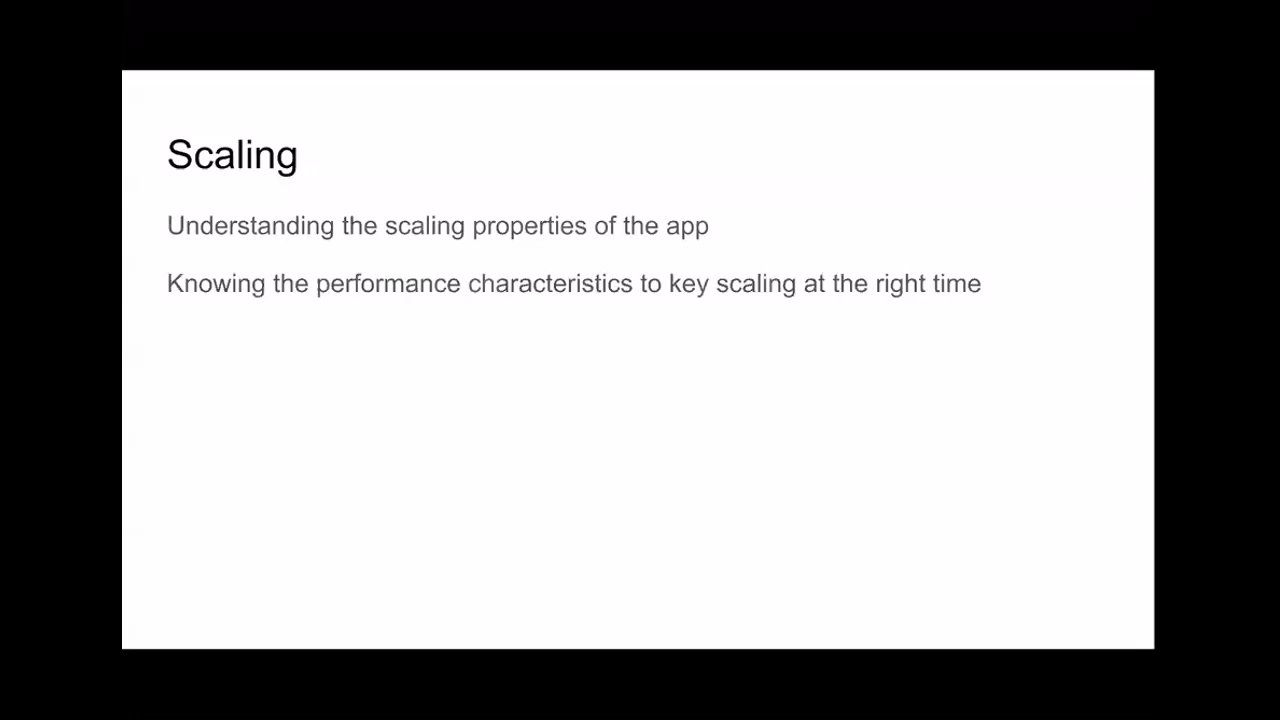 Scaling
Understanding the scaling properties of the app
Knowing the performance characteristics to key scaling at the right time